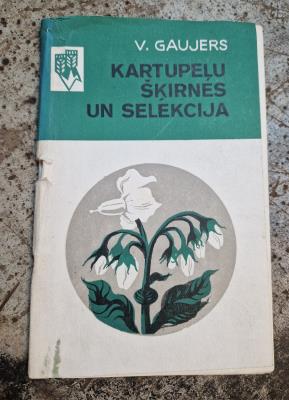 V. GAUJERS
KARTUPEĻU
ŠĶIRNES
UN SELEKCIJA